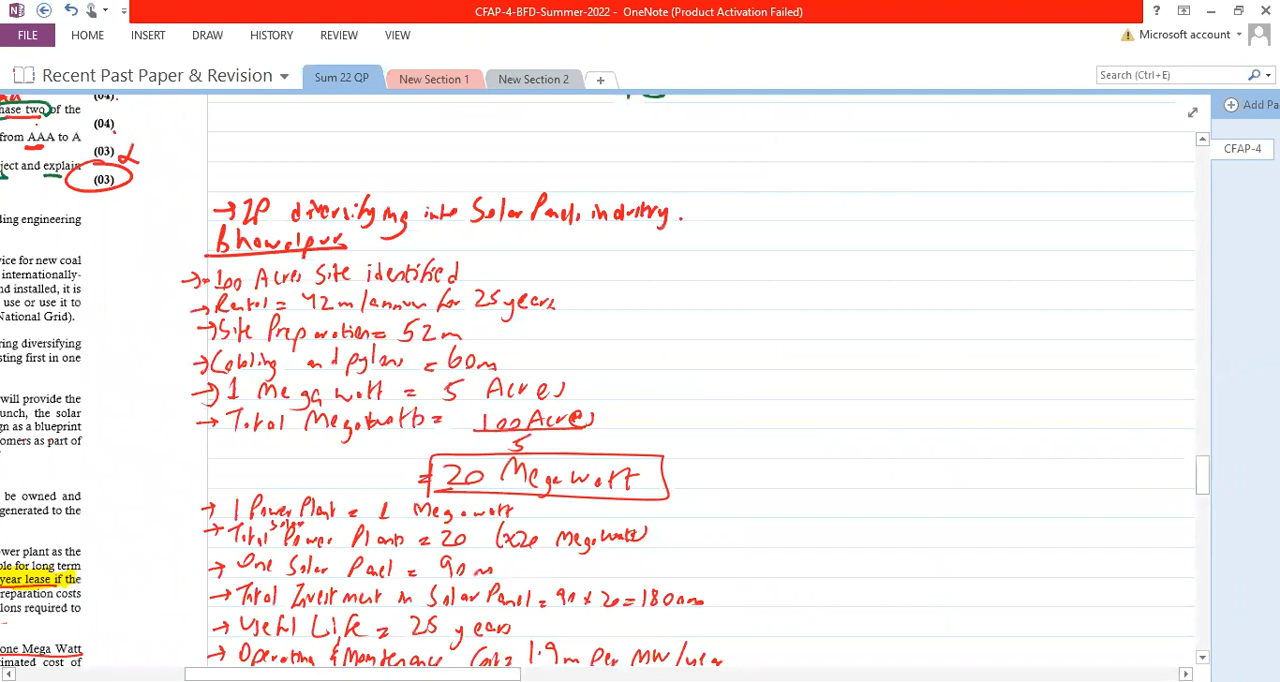 CFAP-4-BFD-Summer-2022 - OneNote (Product Activation Failed)
FILE HOME INSERT DRAW HISTORY REVIEW VIEW
Microsoft account
Recent Past Paper & Revision
Sum 22 QP
New Section 1
New Section 2
Search (Ctrl+E)
Add Pa
CFAP-4
(04)
hase two of the
(04)
from AAA to A
(03)
ject and explain
(03)
ding engineering
vice for new coal
internationally-
nd installed, it is
use or use it to
National Grid).
ring diversifying
sting first in one
will provide the
unch, the solar
gn as a blueprint
omers as part of
be owned and
generated to the
ower plant as the
ble for long term
year lease if the
reparation costs
lons required to
one Mega Watt
timated cost of
→ IP diversifying into Solar Panels industry.
Bhawalpur
→ 100 Acres Site identified
→ Rental = 42m/annum for 25 years
→ Site Preparation = 52m
→ Cabling and pylons = 60m
→ 1 Mega watt = 5 Acres
→ Total Megawatts = 100 Acres
5
= 20 Megawatt
→ 1 Power Plant = 1 Megawatt
→ Total Solar Power Plants = 20 (x20 Megawatt)
→ One Solar Panel = 90m
→ Total Investment in Solar Panel = 90 x 20 = 1800m
→ Useful Life = 25 years
→ Operating & Maintenance Cost = 1.9m Per MW/year